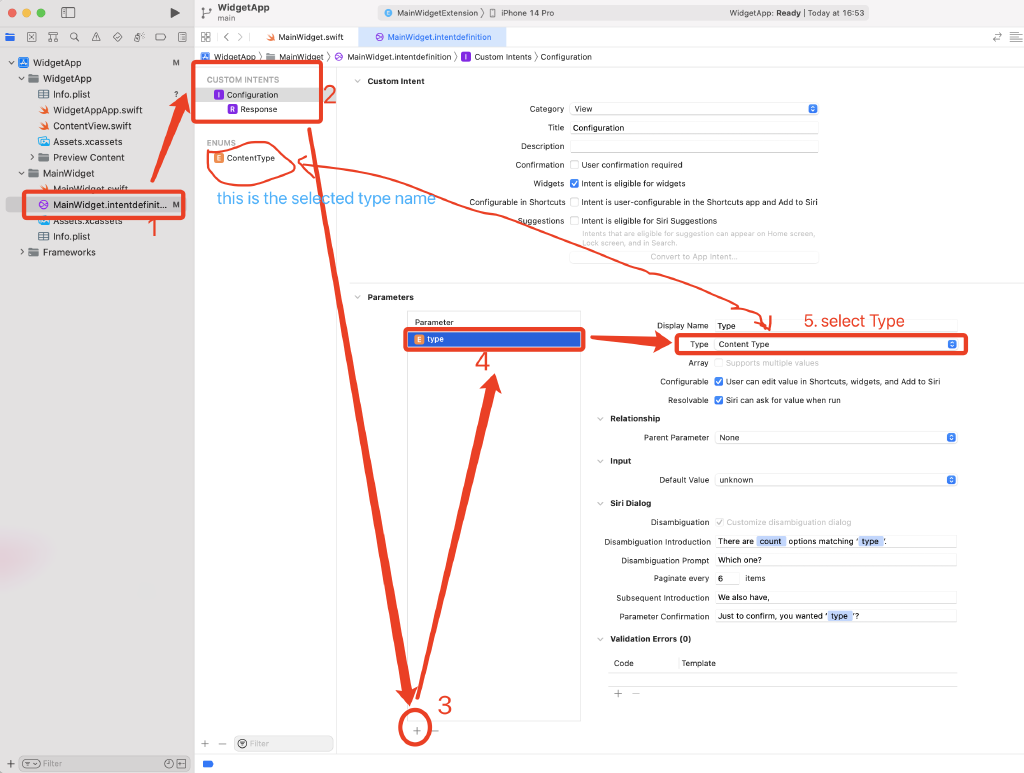 WidgetApp
main
MainWidgetExtension
iPhone 14 Pro
WidgetApp: Ready | Today at 16:53
MainWidget.swift
MainWidget.intentdefinition
WidgetApp
MainWidget
MainWidget.intentdefinition
Custom Intents
Configuration
WidgetApp M
WidgetApp
Info.plist ?
WidgetAppApp.swift
ContentView.swift
Assets.xcassets
Preview Content
MainWidget
MainWidget.swift
MainWidget.intentdefinit... M
Assets.xcassets
Info.plist
Frameworks
1
CUSTOM INTENTS
I Configuration
R Response
2
ENUMS
E ContentType
this is the selected type name
Custom Intent
Category View
Title Configuration
Description
Confirmation User confirmation required
Widgets Intent is eligible for widgets
Configurable in Shortcuts Intent is user-configurable in the Shortcuts app and Add to Siri
Suggestions Intent is eligible for Siri Suggestions
Intents that are eligible for suggestion can appear on Home screen,
Lock screen, and in Search.
Convert to App Intent...
Parameters
Parameter
E type
4
3
Display Name Type
5. select Type
Type Content Type
Array Supports multiple values
Configurable User can edit value in Shortcuts, widgets, and Add to Siri
Resolvable Siri can ask for value when run
Relationship
Parent Parameter None
Input
Default Value unknown
Siri Dialog
Disambiguation Customize disambiguation dialog
Disambiguation Introduction There are count options matching ‘ type ’.
Disambiguation Prompt Which one?
Paginate every 6 items
Subsequent Introduction We also have,
Parameter Confirmation Just to confirm, you wanted ‘ type ’?
Validation Errors (0)
Code Template
+ −
+ −
+ − Filter
+ Filter